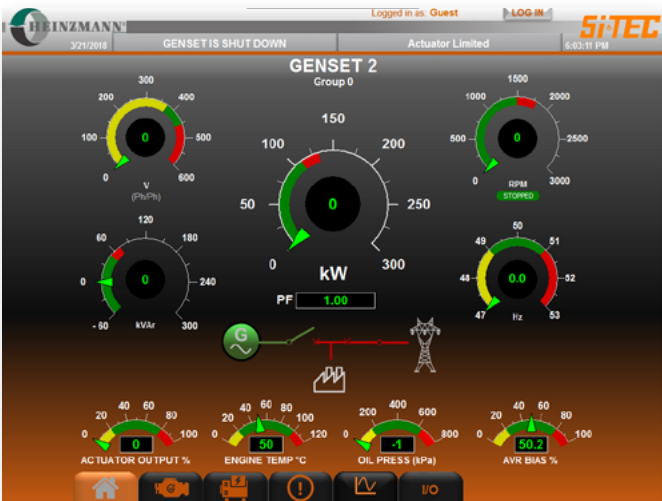 HEINZMANN®
Logged in as: Guest
LOG IN
SiTEC
3/21/2018
GENSET IS SHUT DOWN
Actuator Limited
6:03:11 PM
GENSET 2
Group 0
0 100 200 300 400 500 600
0
V
(Ph/Ph)
0 50 100 150 200 250 300
0
kW
PF 1.00
0 500 1000 1500 2000 2500 3000
0
RPM
STOPPED
-60 0 60 120 180 240 300
0
kVAr
47 48 49 50 51 52 53
0.0
Hz
G
0 20 40 60 80 100
0
ACTUATOR OUTPUT %
0 20 40 60 80 100 120
50
ENGINE TEMP °C
0 200 400 600 800
-1
OIL PRESS (kPa)
0 20 40 60 80 100
50.2
AVR BIAS %
I/O